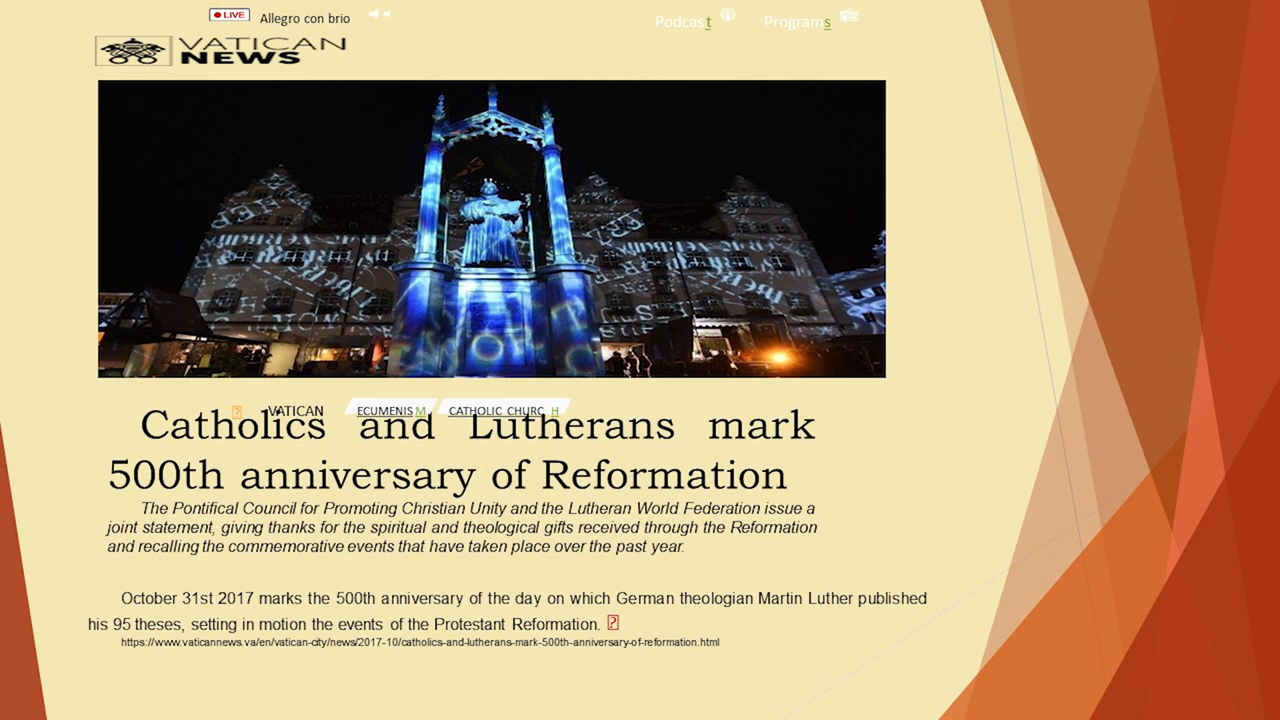 LIVE Allegro con brio
Podcast Programs
VATICAN
NEWS
VATICAN ECUMENISM CATHOLIC CHURCH
Catholics and Lutherans mark
500th anniversary of Reformation
The Pontifical Council for Promoting Christian Unity and the Lutheran World Federation issue a
joint statement, giving thanks for the spiritual and theological gifts received through the Reformation
and recalling the commemorative events that have taken place over the past year.
October 31st 2017 marks the 500th anniversary of the day on which German theologian Martin Luther published
his 95 theses, setting in motion the events of the Protestant Reformation.
https://www.vaticannews.va/en/vatican-city/news/2017-10/catholics-and-lutherans-mark-500th-anniversary-of-reformation.html